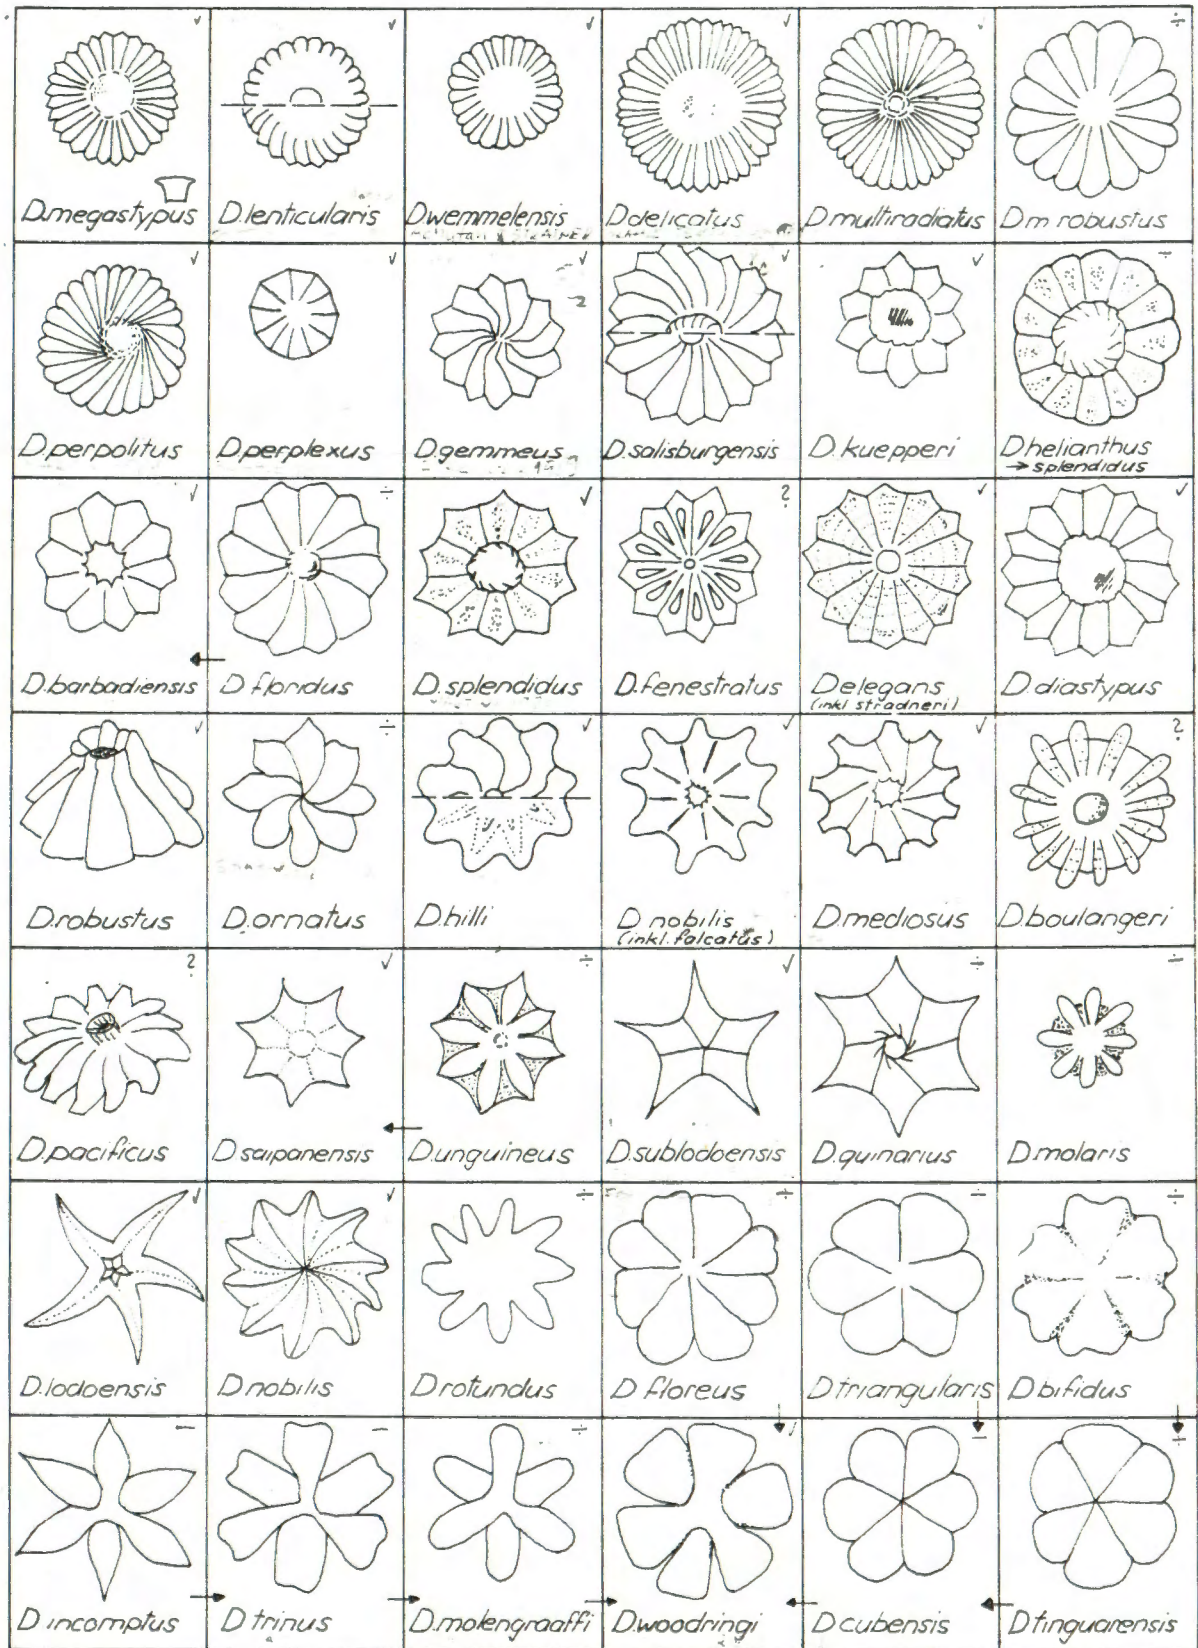 ✓ ✓ ✓ ✓ ✓ ÷
D.megastypus D.lenticularis D.wemmelensis D.delicatus D.multiradiatus D m robustus
✓ ✓ ✓ ✓ ✓ ÷
D.perpolitus D.perplexus D.gemmeus D.salisburgensis D. kuepperi D helianthus
→ splendidus
✓ ÷ ✓ ? ✓ ✓
D.barbadiensis ← D floridus D.splendidus D.fenestratus D elegans D.diastypus
(inkl stradneri)
✓ ÷ ✓ ✓ ✓ ?
D.robustus D.ornatus D.hilli D nobilis D.mediosus D.boulangeri
(inkl. falcatus)
? ✓ ÷ ✓ ÷ ÷
D.pacificus D saipanensis ← D.unguineus D.sublodoensis D.quinarius D.molaris
✓ ✓ ÷ ÷ ÷ ÷
D.lodoensis D nobilis D rotundus D floreus D triangularis D bifidus
– – ÷ ✓ – ÷
D incomptus → D trinus → D.molengraaffi → D.woodringi ← D cubensis ← D tinguarensis